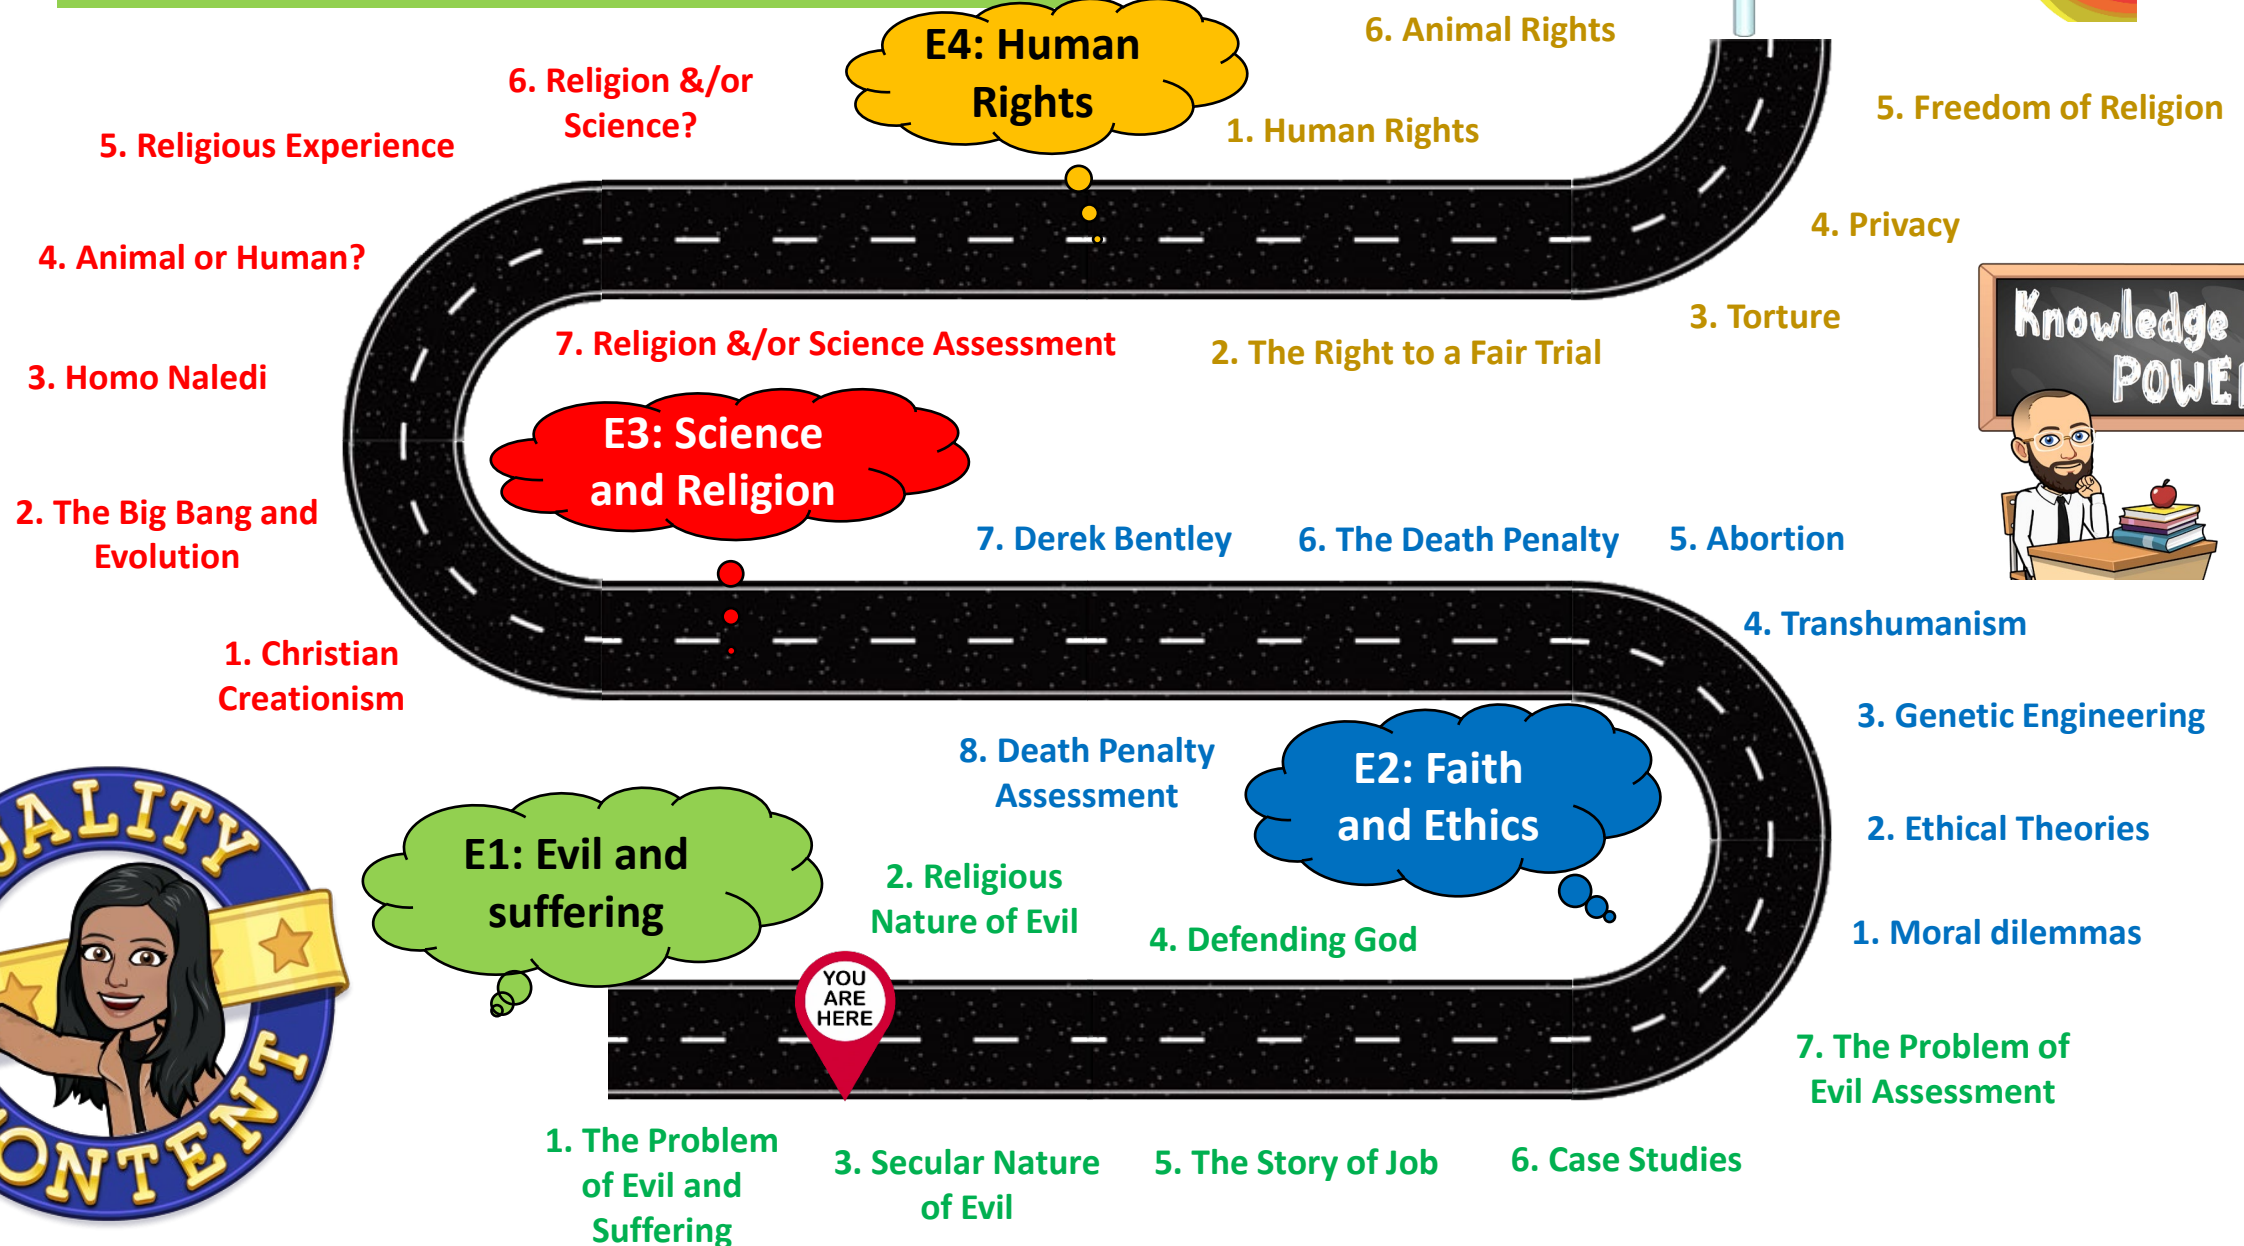 E4: Human
Rights
6. Animal Rights
5. Freedom of Religion
6. Religion &/or
Science?
1. Human Rights
5. Religious Experience
4. Privacy
4. Animal or Human?
3. Torture
Knowledge
7. Religion &/or Science Assessment
2. The Right to a Fair Trial
3. Homo Naledi
E3: Science
and Religion
2. The Big Bang and
Evolution
7. Derek Bentley
6. The Death Penalty
5. Abortion
4. Transhumanism
1. Christian
Creationism
3. Genetic Engineering
8. Death Penalty
Assessment
E2: Faith
and Ethics
2. Ethical Theories
E1: Evil and
suffering
2. Religious
Nature of Evil
4. Defending God
1. Moral dilemmas
YOU
ARE
HERE
7. The Problem of
Evil Assessment
1. The Problem
of Evil and
Suffering
3. Secular Nature
of Evil
5. The Story of Job
6. Case Studies